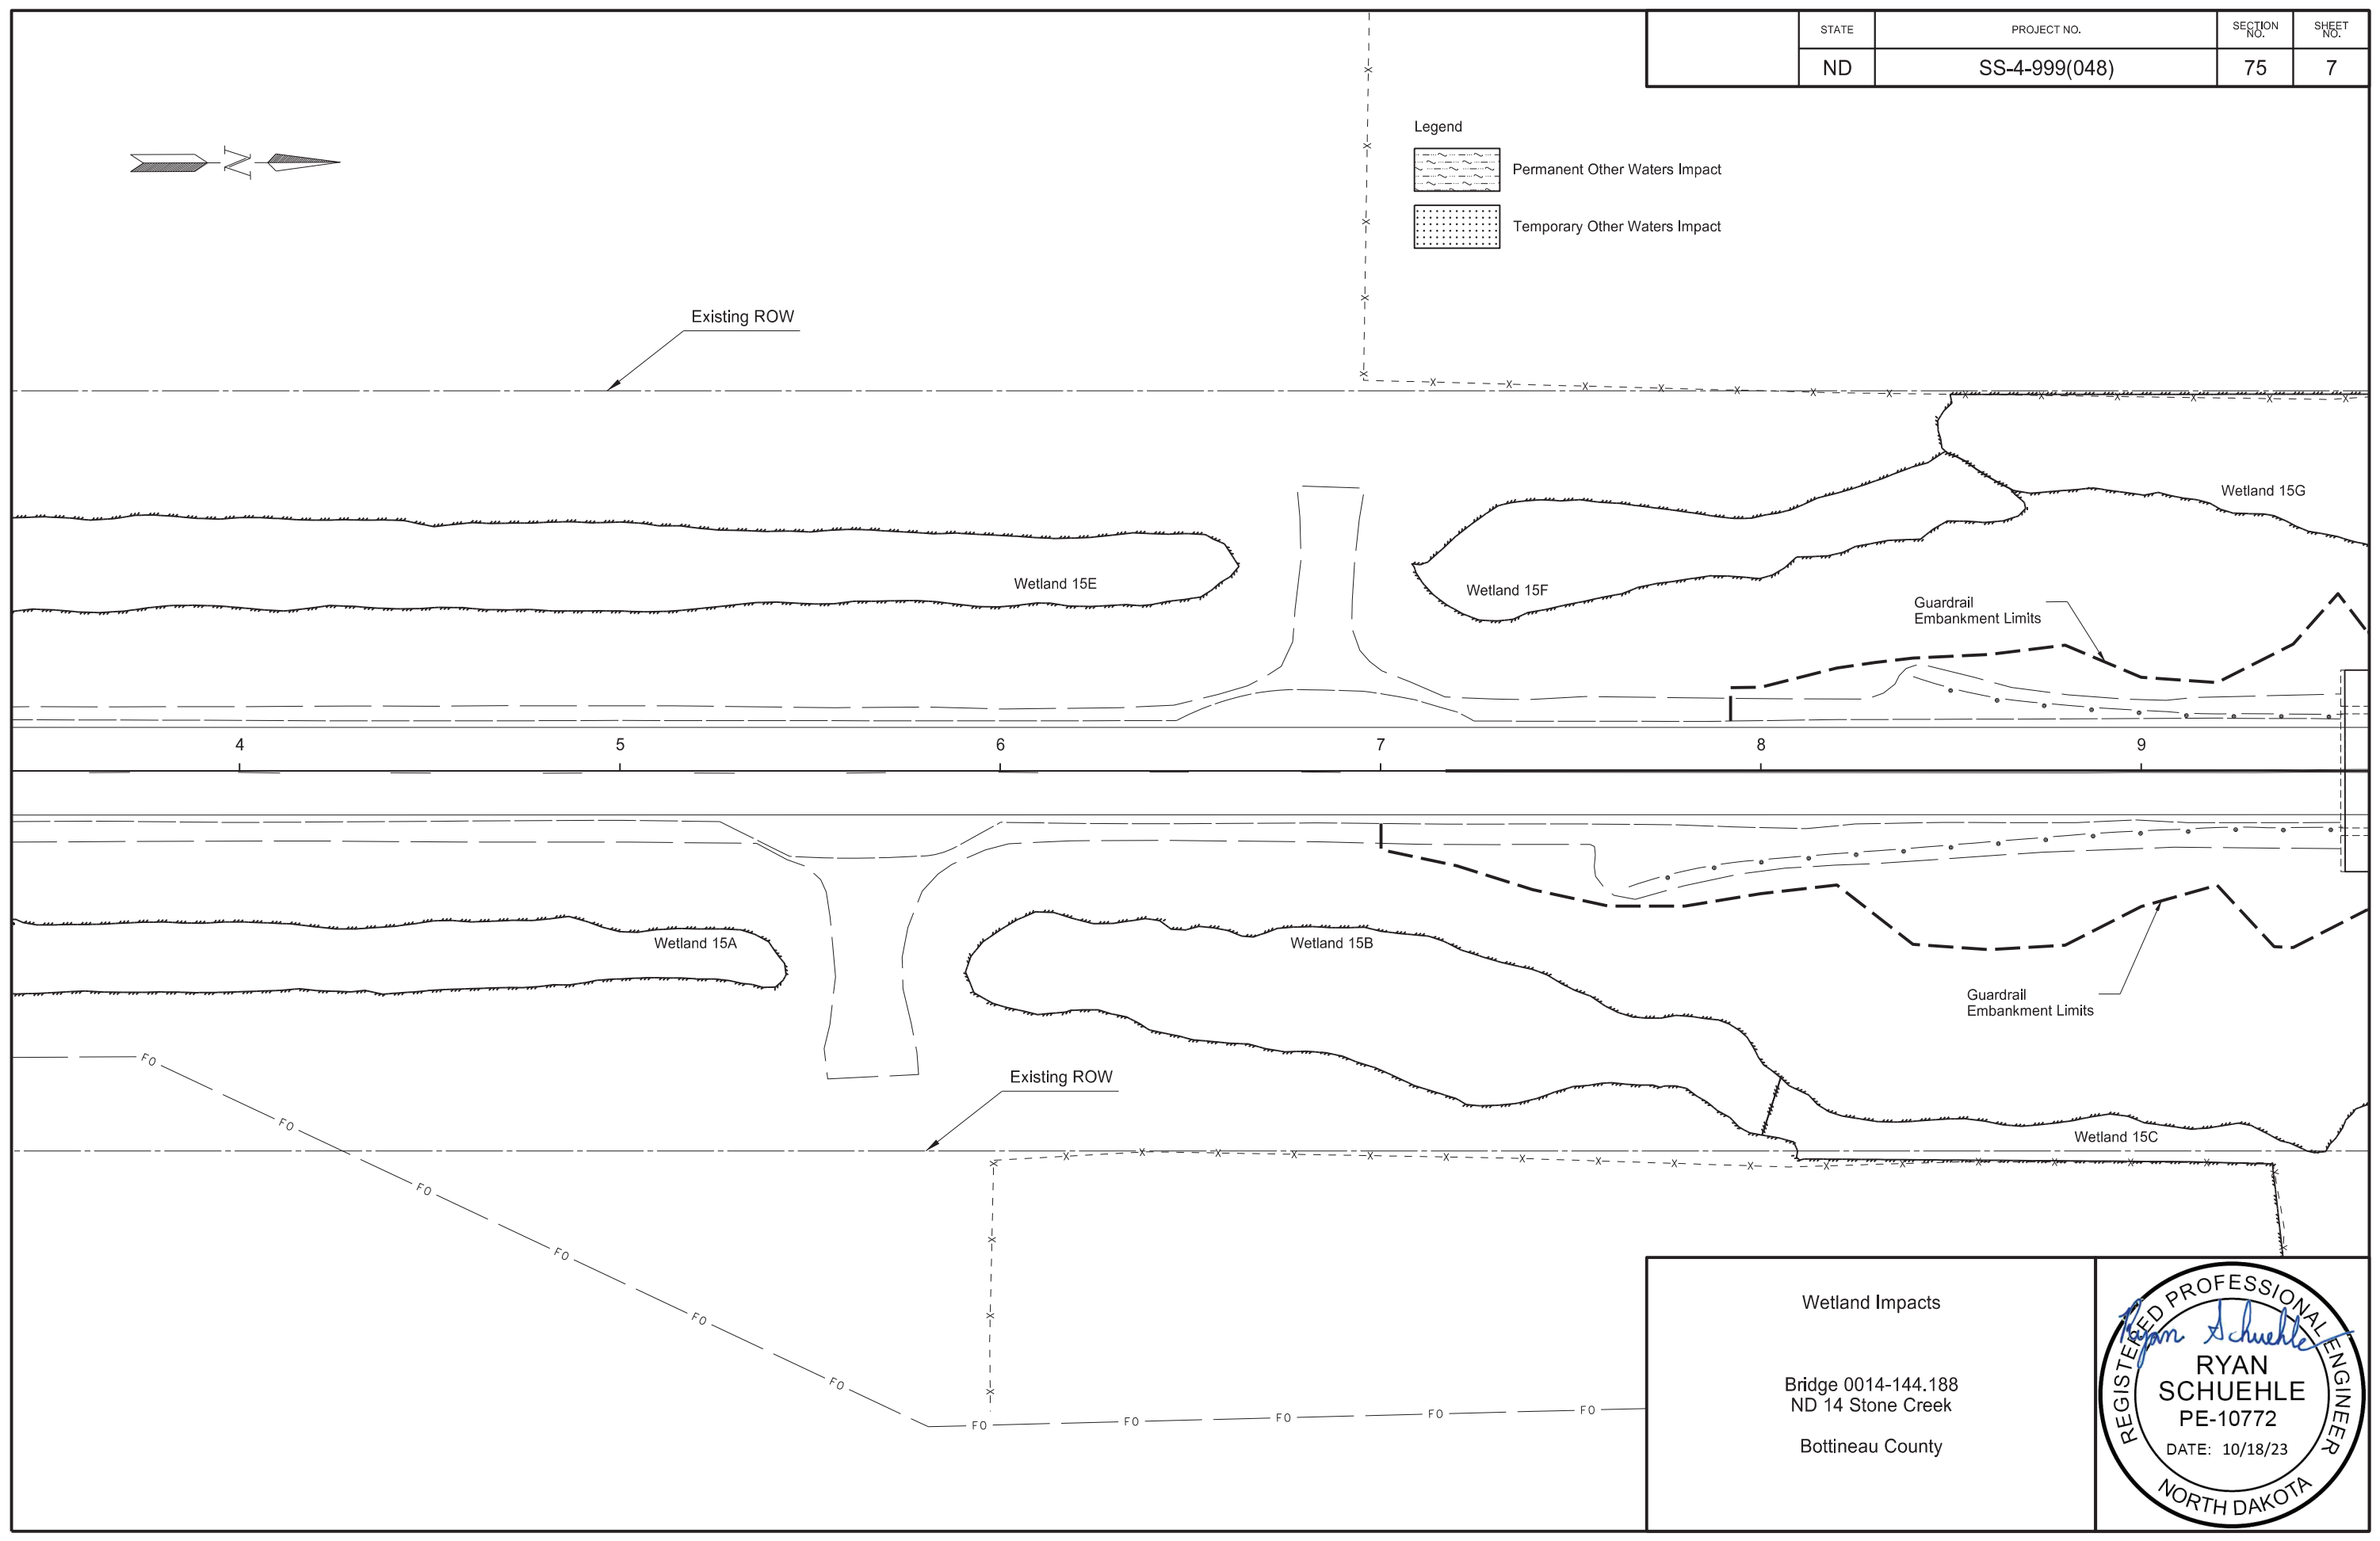 STATE
PROJECT NO.
SECTION NO.
SHEET NO.
ND
SS-4-999(048)
75
7
N
Legend
Permanent Other Waters Impact
Temporary Other Waters Impact
Existing ROW
Wetland 15G
Wetland 15E
Wetland 15F
Guardrail
Embankment Limits
4
5
6
7
8
9
Wetland 15A
Wetland 15B
Guardrail
Embankment Limits
Existing ROW
Wetland 15C
FO
FO
FO
FO
FO
FO
FO
FO
FO
FO
FO
Wetland Impacts
Bridge 0014-144.188
ND 14 Stone Creek
Bottineau County
REGISTERED PROFESSIONAL ENGINEER
Ryan Schuehle
RYAN
SCHUEHLE
PE-10772
DATE: 10/18/23
NORTH DAKOTA